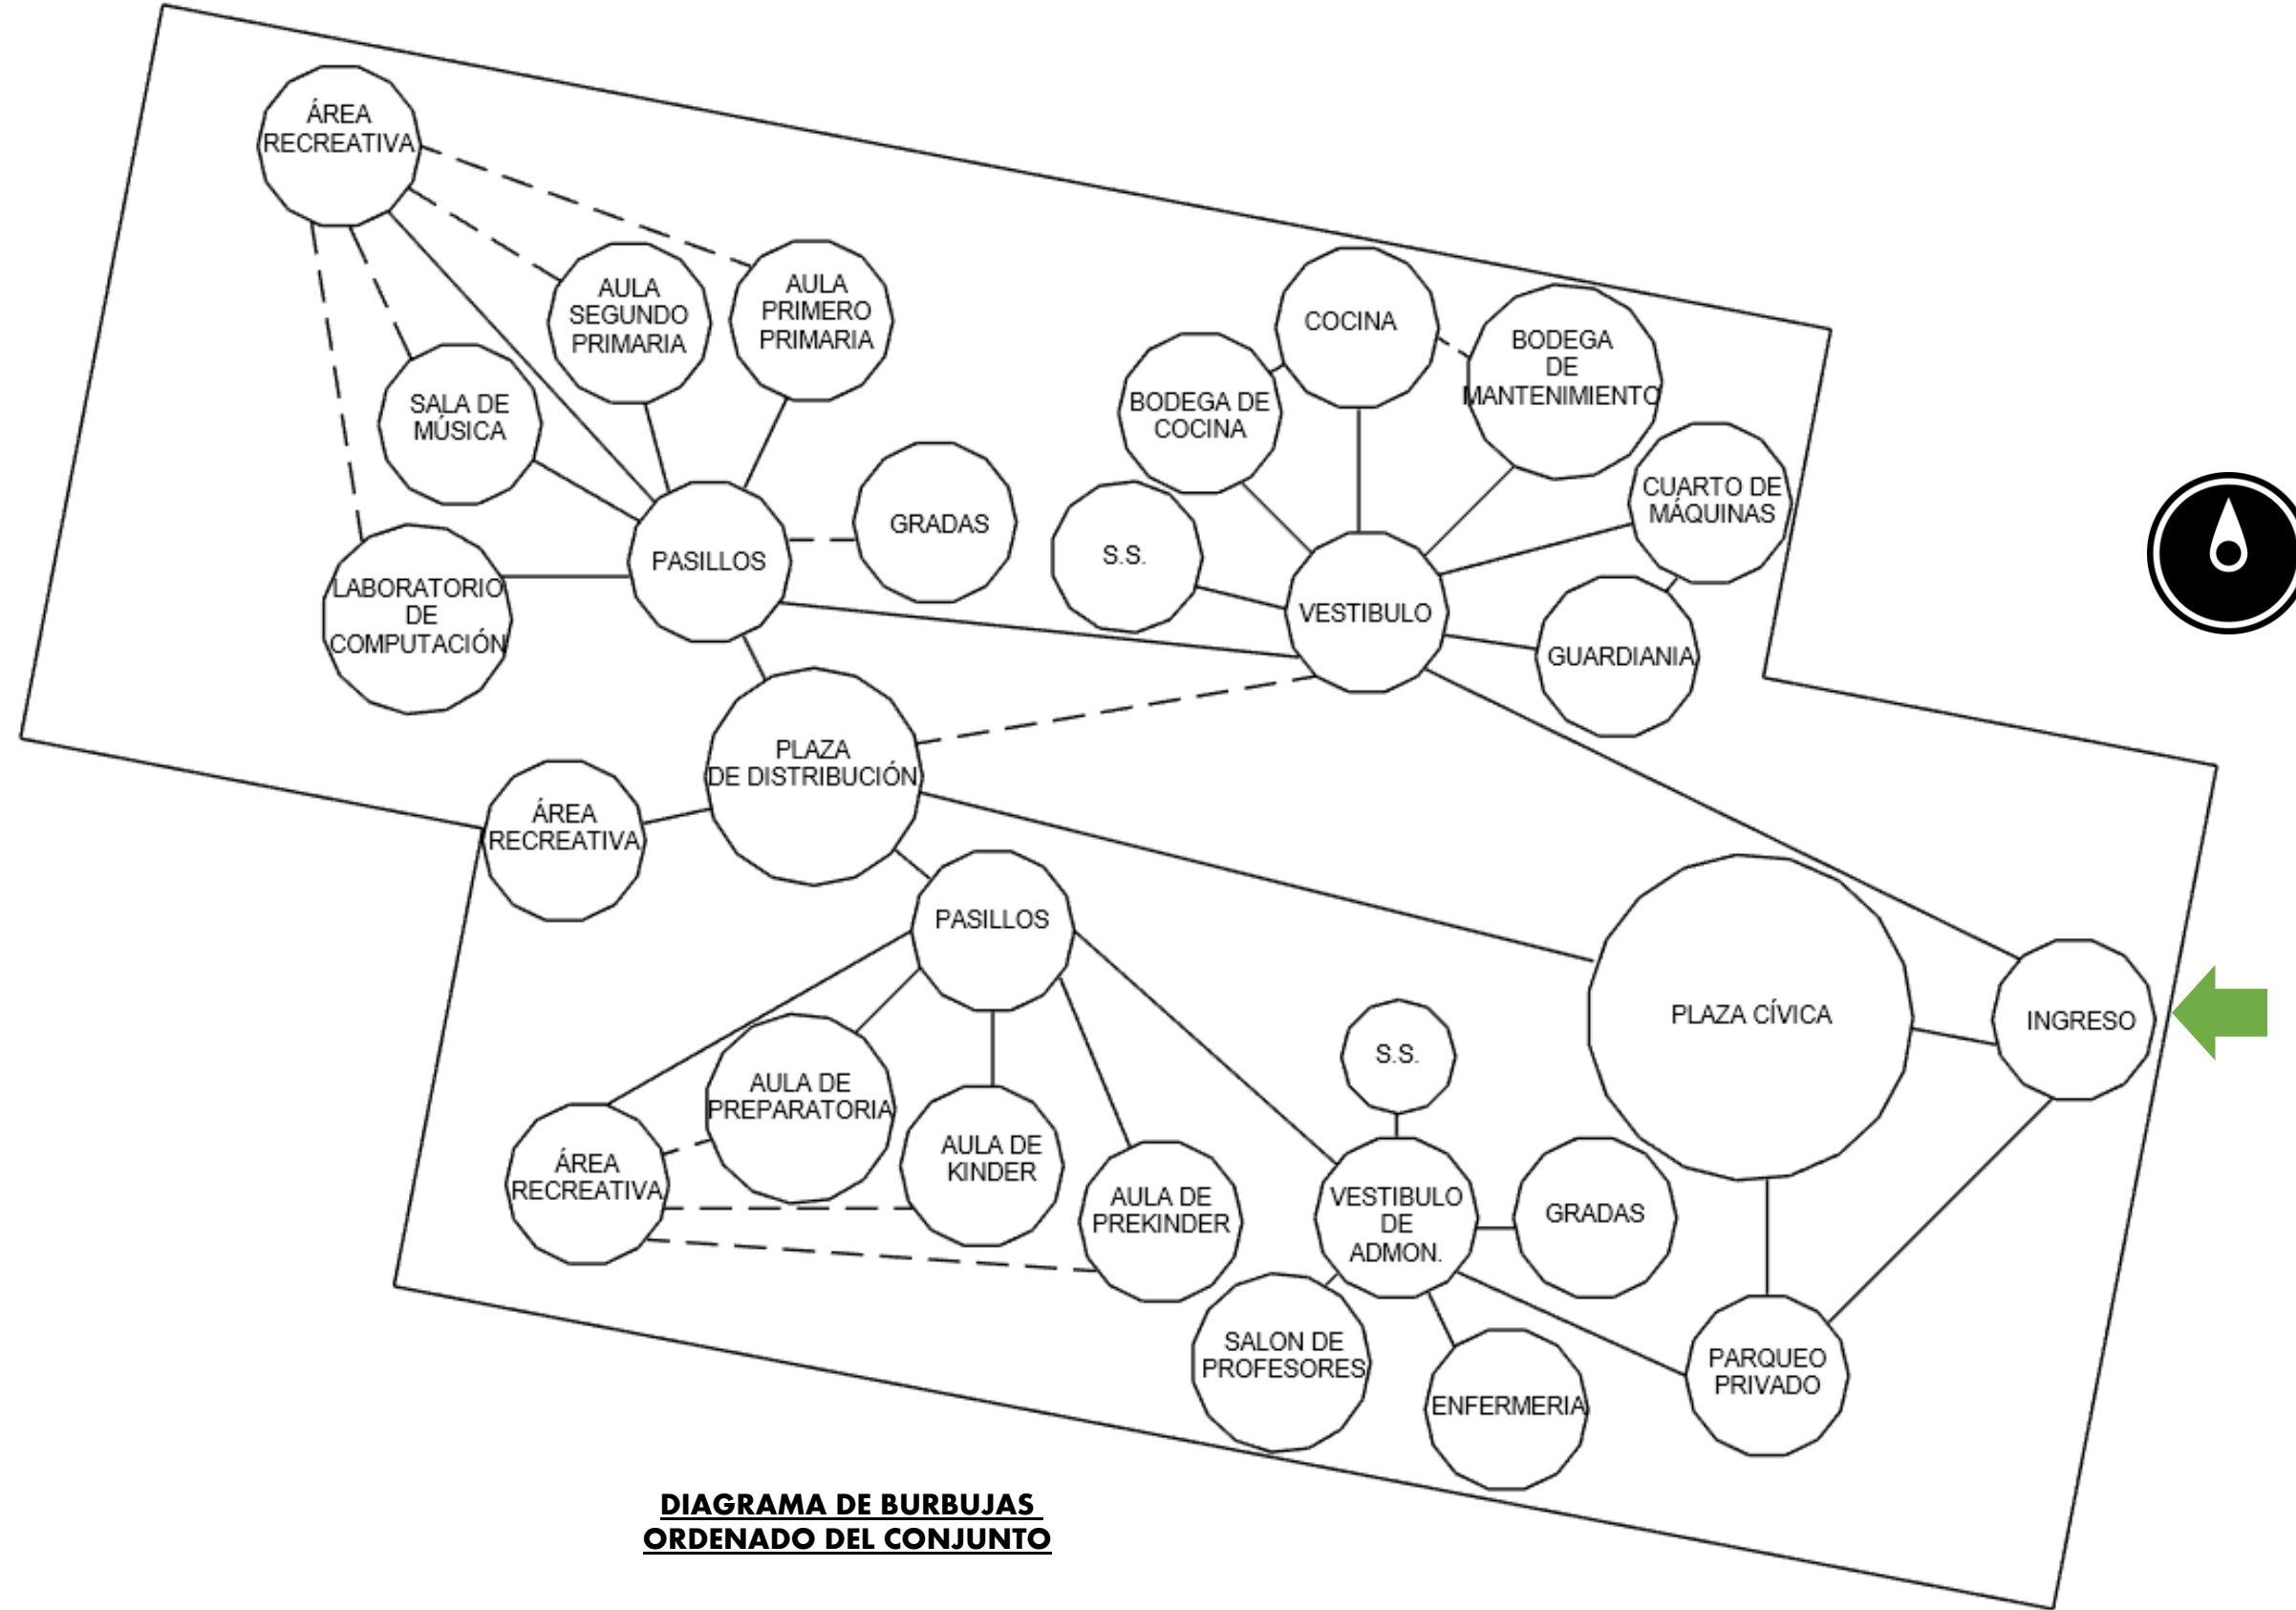 ÁREA
RECREATIVA
AULA
SEGUNDO
PRIMARIA
AULA
PRIMERO
PRIMARIA
SALA DE
MÚSICA
LABORATORIO
DE
COMPUTACIÓN
PASILLOS
GRADAS
COCINA
BODEGA
DE
MANTENIMIENTO
BODEGA DE
COCINA
CUARTO DE
MÁQUINAS
S.S.
VESTIBULO
GUARDIANIA
PLAZA
DE DISTRIBUCIÓN
ÁREA
RECREATIVA
PASILLOS
PLAZA CÍVICA
INGRESO
S.S.
AULA DE
PREPARATORIA
AULA DE
KINDER
ÁREA
RECREATIVA
AULA DE
PREKINDER
VESTIBULO
DE
ADMON.
GRADAS
SALON DE
PROFESORES
ENFERMERIA
PARQUEO
PRIVADO
DIAGRAMA DE BURBUJAS
ORDENADO DEL CONJUNTO